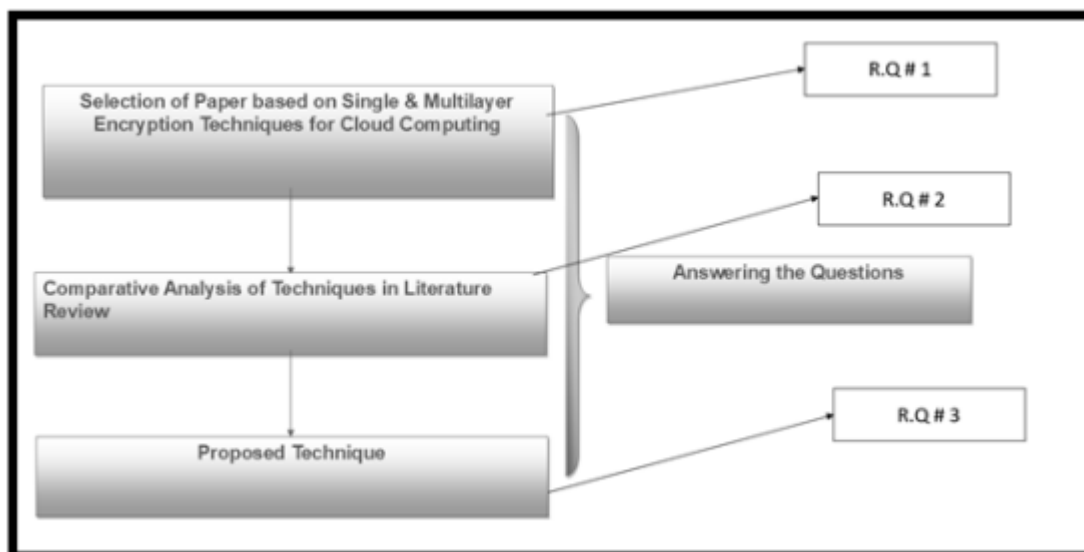 R.Q # 1
Selection of Paper based on Single & Multilayer
Encryption Techniques for Cloud Computing
R.Q # 2
Answering the Questions
Comparative Analysis of Techniques in Literature
Review
R.Q # 3
Proposed Technique